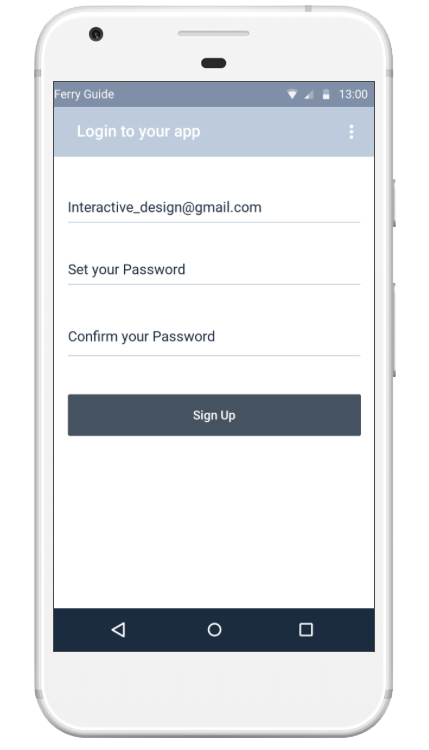 Ferry Guide 13:00
Login to your app
Interactive_design@gmail.com
Set your Password
Confirm your Password
Sign Up